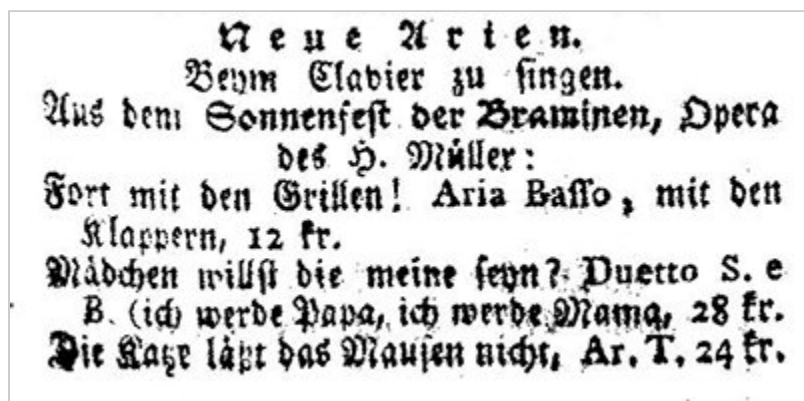 Neue Arien.
Beym Clavier zu singen.
Aus dem Sonnenfest der Braminen, Opera
des H. Müller:
Fort mit den Grillen! Aria Basso, mit den
Klappern, 12 kr.
Mädchen willst die meine seyn? Duetto S. e
B. (ich werde Papa, ich werde Mama, 28 kr.
Die Katze läßt das Mausen nicht, Ar. T. 24 kr.